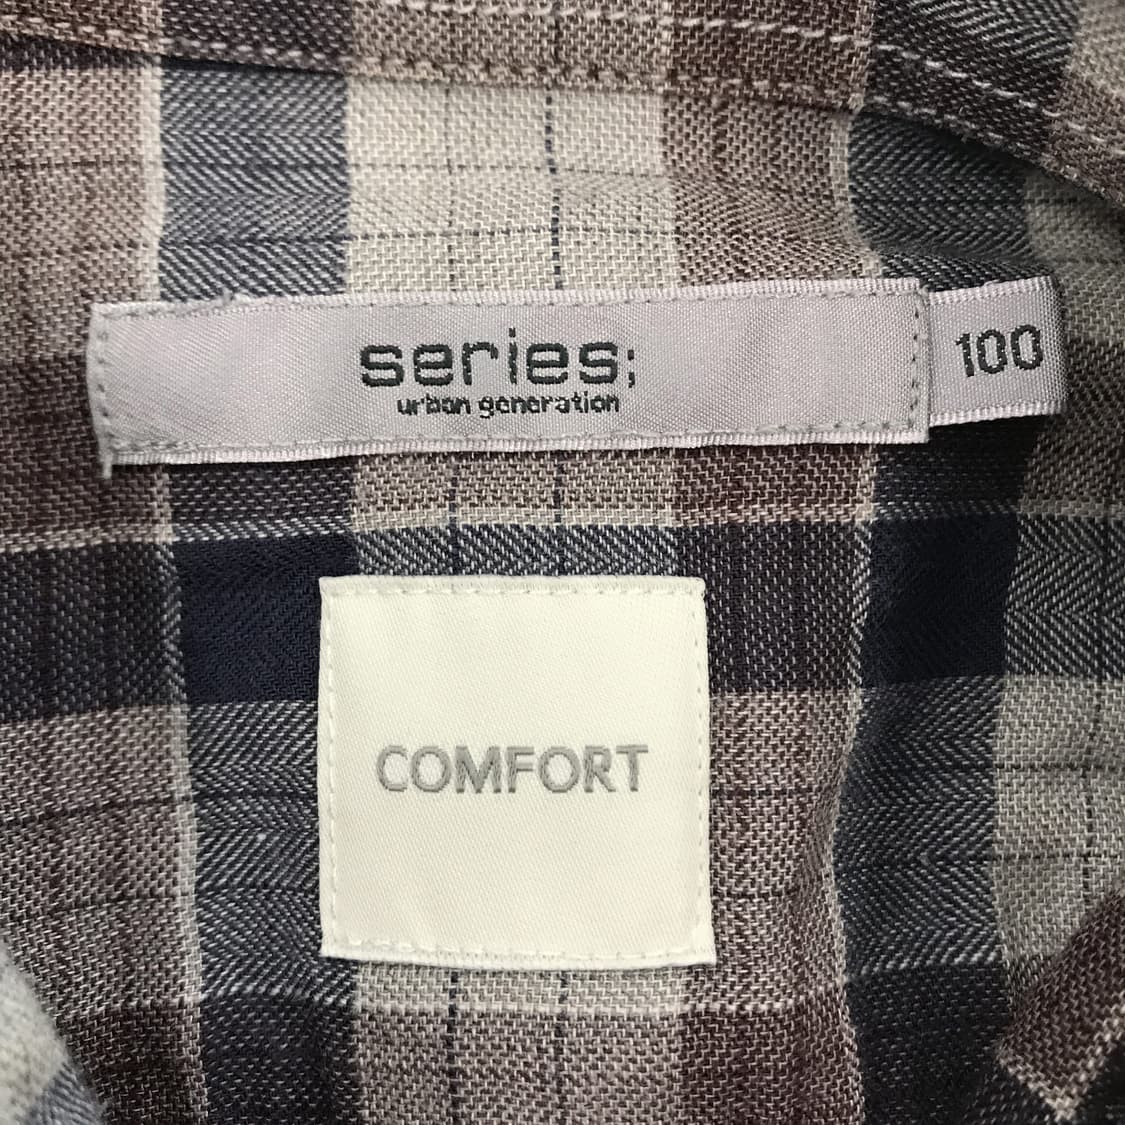 series;
urban generation
100
COMFORT